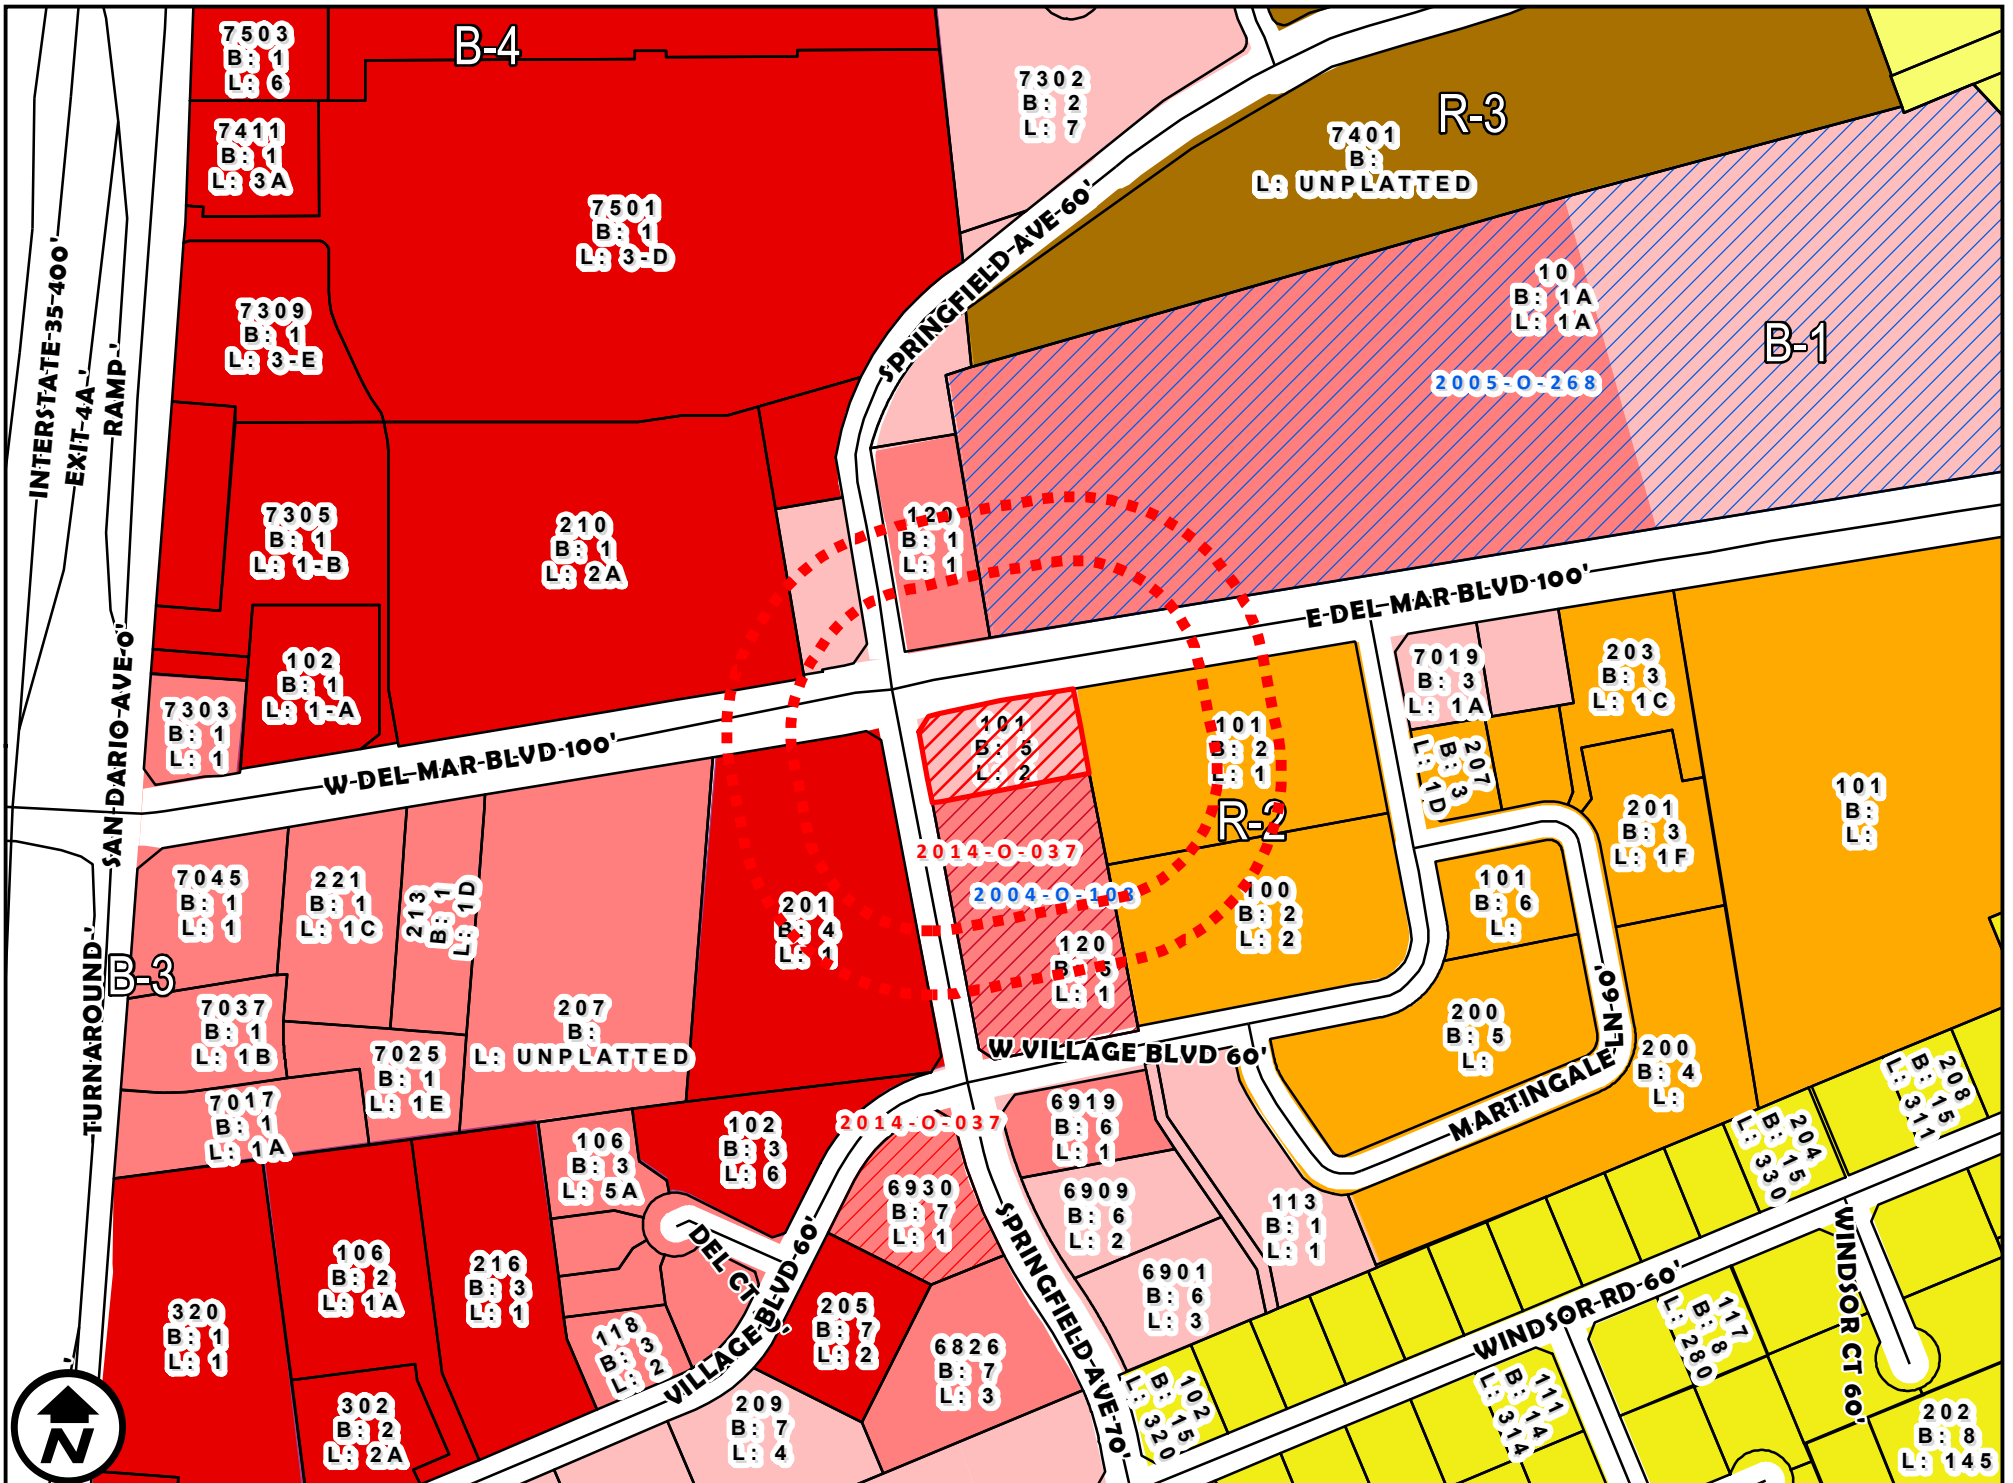 7503
B: 1
L: 6
B-4
7302
B: 2
L: 7
R-3
7401
B:
L: UNPLATTED
7411
B: 1
L: 3A
7501
B: 1
L: 3-D
SPRINGFIELD-AVE-60'
10
B: 1A
L: 1A
B-1
2005-O-268
INTERSTATE-35-400'
EXIT-4A-'
RAMP-'
7309
B: 1
L: 3-E
7305
B: 1
L: 1-B
210
B: 1
L: 2A
120
B: 1
L: 1
E-DEL-MAR-BLVD-100'
SAN-DARIO-AVE-0'
102
B: 1
L: 1-A
7303
B: 1
L: 1
W-DEL-MAR-BLVD-100'
101
B: 5
L: 2
101
B: 2
L: 1
R-2
7019
B: 3
L: 1A
203
B: 3
L: 1C
207
B: 3
L: 1D
201
B: 3
L: 1F
101
B:
L:
2014-O-037
2004-O-108
7045
B: 1
L: 1
221
B: 1
L: 1C
213
B: 1
L: 1D
201
B: 4
L: 1
100
B: 2
L: 2
101
B: 6
L:
120
B: 5
L: 1
TURNAROUND-'
B-3
7037
B: 1
L: 1B
207
B:
L: UNPLATTED
7025
B: 1
L: 1E
7017
B: 1
L: 1A
W VILLAGE BLVD 60'
200
B: 5
L:
MARTINGALE
LN-60'
200
B: 4
L:
208
B: 15
L: 311
204
B: 15
L: 330
2014-O-037
6919
B: 6
L: 1
102
B: 3
L: 6
106
B: 3
L: 5A
6930
B: 7
L: 1
6909
B: 6
L: 2
113
B: 1
L: 1
DEL CT
VILLAGE-BLVD-60'
SPRINGFIELD-AVE-70'
6901
B: 6
L: 3
106
B: 2
L: 1A
216
B: 3
L: 1
320
B: 1
L: 1
118
B: 3
L: 2
205
B: 7
L: 2
6826
B: 7
L: 3
WINDSOR-RD-60'
WINDSOR CT 60'
117
B: 8
L: 280
302
B: 2
L: 2A
209
B: 7
L: 4
102
B: 15
L: 320
111
B: 14
L: 314
202
B: 8
L: 145
N